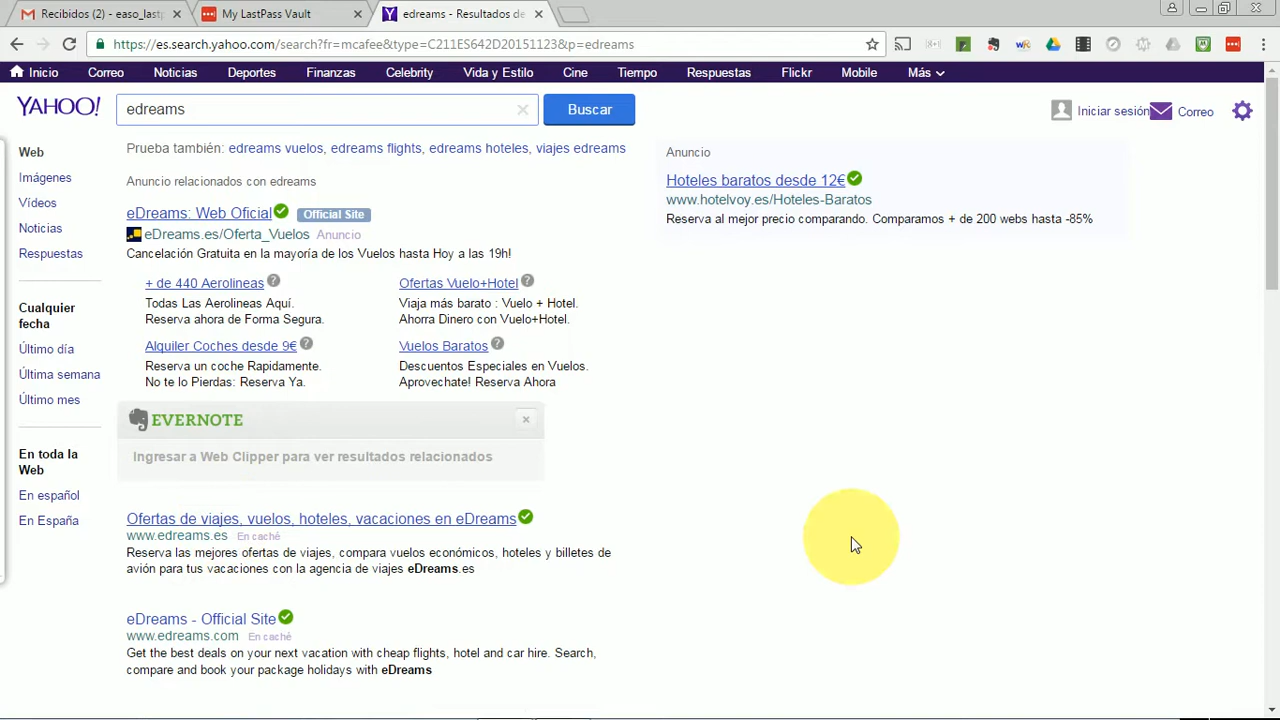 Recibidos (2) - easo_lastp
My LastPass Vault
edreams - Resultados de
https://es.search.yahoo.com/search?fr=mcafee&type=C211ES642D20151123&p=edreams
Inicio Correo Noticias Deportes Finanzas Celebrity Vida y Estilo Cine Tiempo Respuestas Flickr Mobile Más
YAHOO!
edreams
Buscar
Iniciar sesión
Correo
Web
Imágenes
Vídeos
Noticias
Respuestas
Cualquier
fecha
Último día
Última semana
Último mes
En toda la
Web
En español
En España
Prueba también: edreams vuelos, edreams flights, edreams hoteles, viajes edreams
Anuncio relacionados con edreams
eDreams: Web Oficial Official Site
eDreams.es/Oferta_Vuelos Anuncio
Cancelación Gratuita en la mayoría de los Vuelos hasta Hoy a las 19h!
+ de 440 Aerolineas
Todas Las Aerolineas Aquí.
Reserva ahora de Forma Segura.
Ofertas Vuelo+Hotel
Viaja más barato : Vuelo + Hotel.
Ahorra Dinero con Vuelo+Hotel.
Alquiler Coches desde 9€
Reserva un coche Rapidamente.
No te lo Pierdas: Reserva Ya.
Vuelos Baratos
Descuentos Especiales en Vuelos.
Aprovechate! Reserva Ahora
EVERNOTE
Ingresar a Web Clipper para ver resultados relacionados
Ofertas de viajes, vuelos, hoteles, vacaciones en eDreams
www.edreams.es En caché
Reserva las mejores ofertas de viajes, compara vuelos económicos, hoteles y billetes de
avión para tus vacaciones con la agencia de viajes eDreams.es
eDreams - Official Site
www.edreams.com En caché
Get the best deals on your next vacation with cheap flights, hotel and car hire. Search,
compare and book your package holidays with eDreams
Anuncio
Hoteles baratos desde 12€
www.hotelvoy.es/Hoteles-Baratos
Reserva al mejor precio comparando. Comparamos + de 200 webs hasta -85%